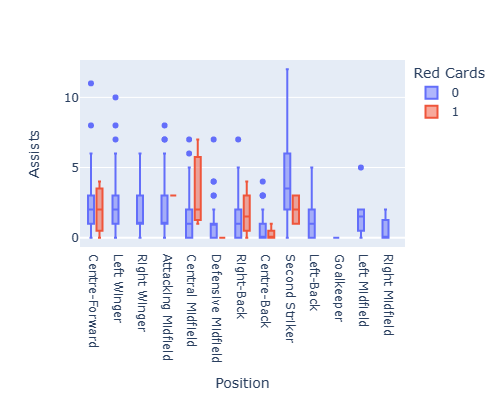 Red Cards
0
1
Assists
10
5
0
Centre-Forward
Left Winger
Right Winger
Attacking Midfield
Central Midfield
Defensive Midfield
Right-Back
Centre-Back
Second Striker
Left-Back
Goalkeeper
Left Midfield
Right Midfield
Position